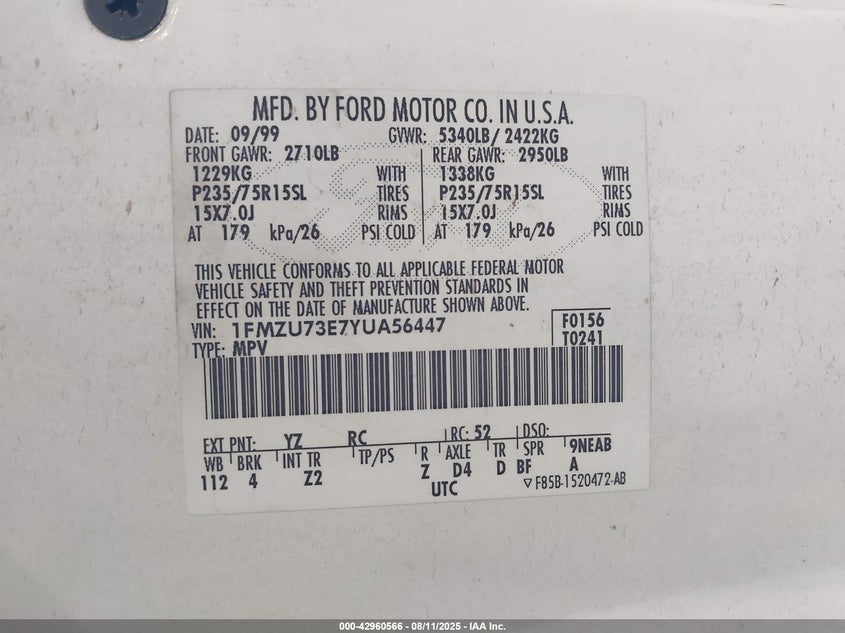 MFD. BY FORD MOTOR CO. IN U.S.A.
DATE: 09/99 GVWR: 5340LB/ 2422KG
FRONT GAWR: 2710LB REAR GAWR: 2950LB
1229KG WITH 1338KG WITH
P235/75R15SL TIRES P235/75R15SL TIRES
15X7.0J RIMS 15X7.0J RIMS
AT 179 kPa/26 PSI COLD AT 179 kPa/26 PSI COLD
THIS VEHICLE CONFORMS TO ALL APPLICABLE FEDERAL MOTOR
VEHICLE SAFETY AND THEFT PREVENTION STANDARDS IN
EFFECT ON THE DATE OF MANUFACTURE SHOWN ABOVE.
VIN: 1FMZU73E7YUA56447 F0156
TYPE: MPV T0241
EXT PNT: YZ RC RC: 52 DSO:
WB BRK INT TR TP/PS R AXLE TR SPR 9NEAB
112 4 Z2 Z D4 D BF A
UTC ▽ F85B-1520472-AB
000-42960566 - 08/11/2025 - IAA Inc.